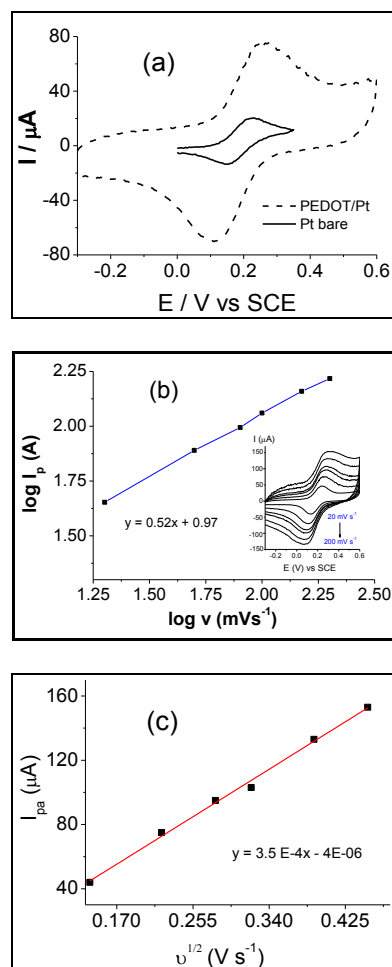 80
(a)
40
I / μA
0
-40
PEDOT/Pt
Pt bare
-80
-0.2 0.0 0.2 0.4 0.6
E / V vs SCE
2.25
(b)
2.00
log Ip (A)
I (μA)
150
100
1.75
50
0
y = 0.52x + 0.97
-50
20 mV s⁻¹
1.50
-100
200 mV s⁻¹
-150
-0.2 0.0 0.2 0.4 0.6
E (V) vs SCE
1.25 1.50 1.75 2.00 2.25 2.50
log v (mVs⁻¹)
160
(c)
120
Ipa (μA)
80
y = 3.5 E-4x - 4E-06
40
0.170 0.255 0.340 0.425
υ^1/2 (V s⁻¹)